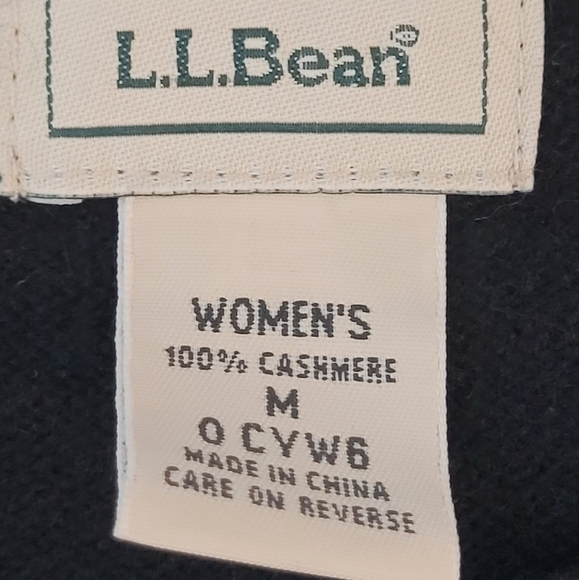 L.L.Bean®
WOMEN'S
100% CASHMERE
M
0 CYW6
MADE IN CHINA
CARE ON REVERSE